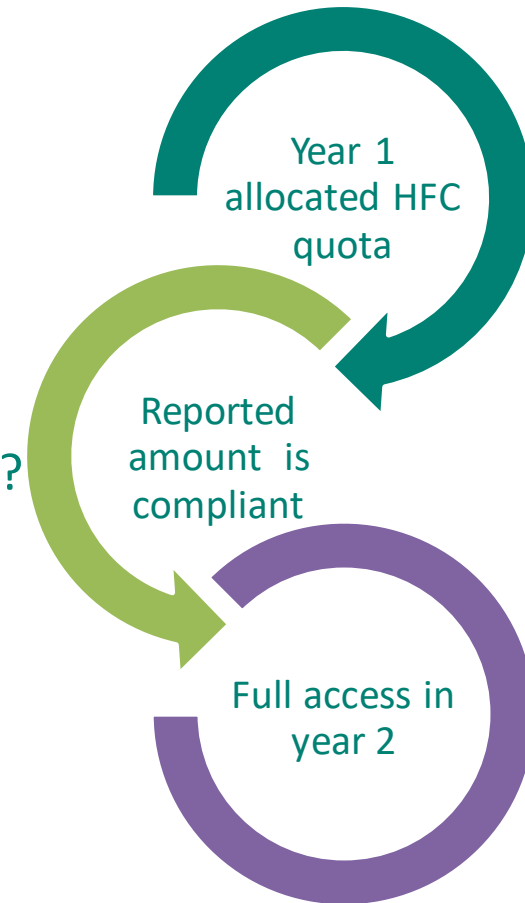 Year 1
allocated HFC
quota
Reported
amount is
?
compliant
Full access in
year 2